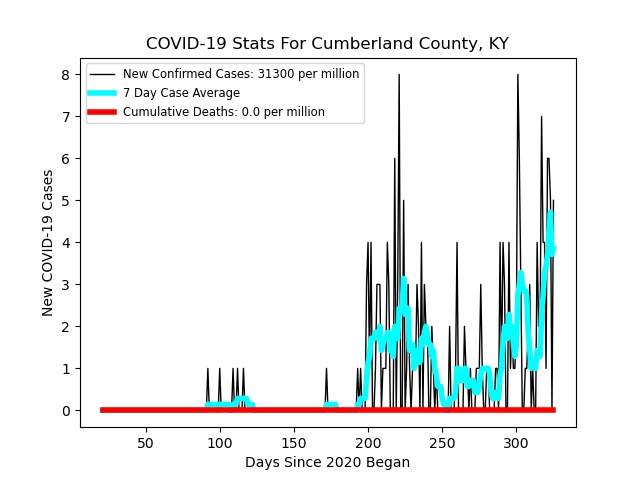 COVID-19 Stats For Cumberland County, KY
New Confirmed Cases: 31300 per million
7 Day Case Average
Cumulative Deaths: 0.0 per million
New COVID-19 Cases
8
7
6
5
4
3
2
1
0
50 100 150 200 250 300
Days Since 2020 Began